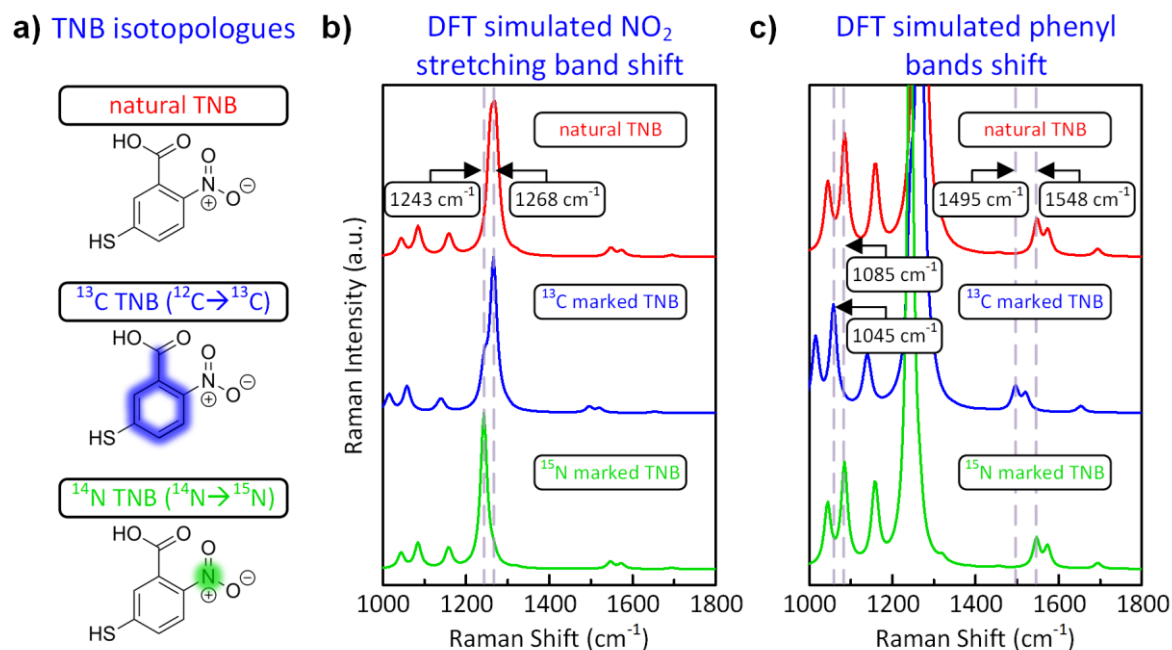 a) TNB isotopologues
natural TNB
HO
O
O
N
O
⊖
⊕
HS
¹³C TNB (¹²C→¹³C)
HO
O
O
N
O
⊖
⊕
HS
¹⁴N TNB (¹⁴N→¹⁵N)
HO
O
O
N
O
⊖
⊕
HS
b) DFT simulated NO₂
stretching band shift
Raman Intensity (a.u.)
natural TNB
1243 cm⁻¹
1268 cm⁻¹
¹³C marked TNB
¹⁵N marked TNB
1000 1200 1400 1600 1800
Raman Shift (cm⁻¹)
c) DFT simulated phenyl
bands shift
natural TNB
1495 cm⁻¹
1548 cm⁻¹
1085 cm⁻¹
¹³C marked TNB
1045 cm⁻¹
¹⁵N marked TNB
1000 1200 1400 1600 1800
Raman Shift (cm⁻¹)